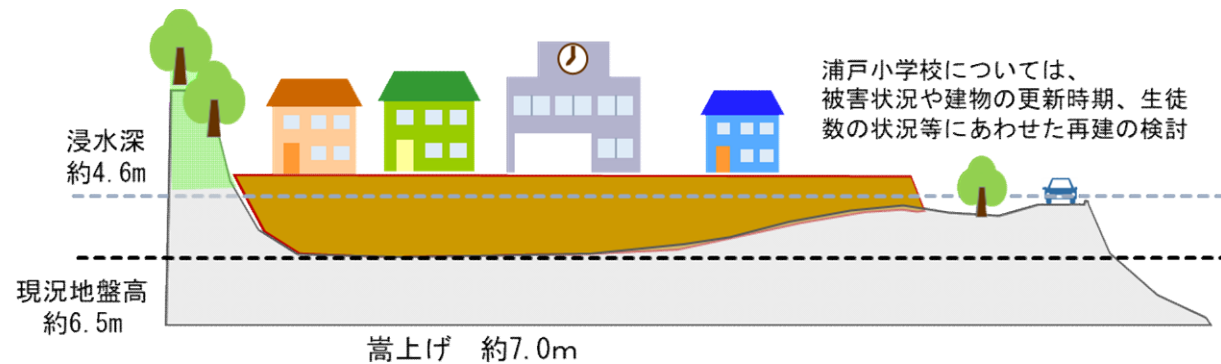 浦戸小学校については、
被害状況や建物の更新時期、生徒
数の状況等にあわせた再建の検討
浸水深
約4.6m
現況地盤高
約6.5m
嵩上げ　約7.0m